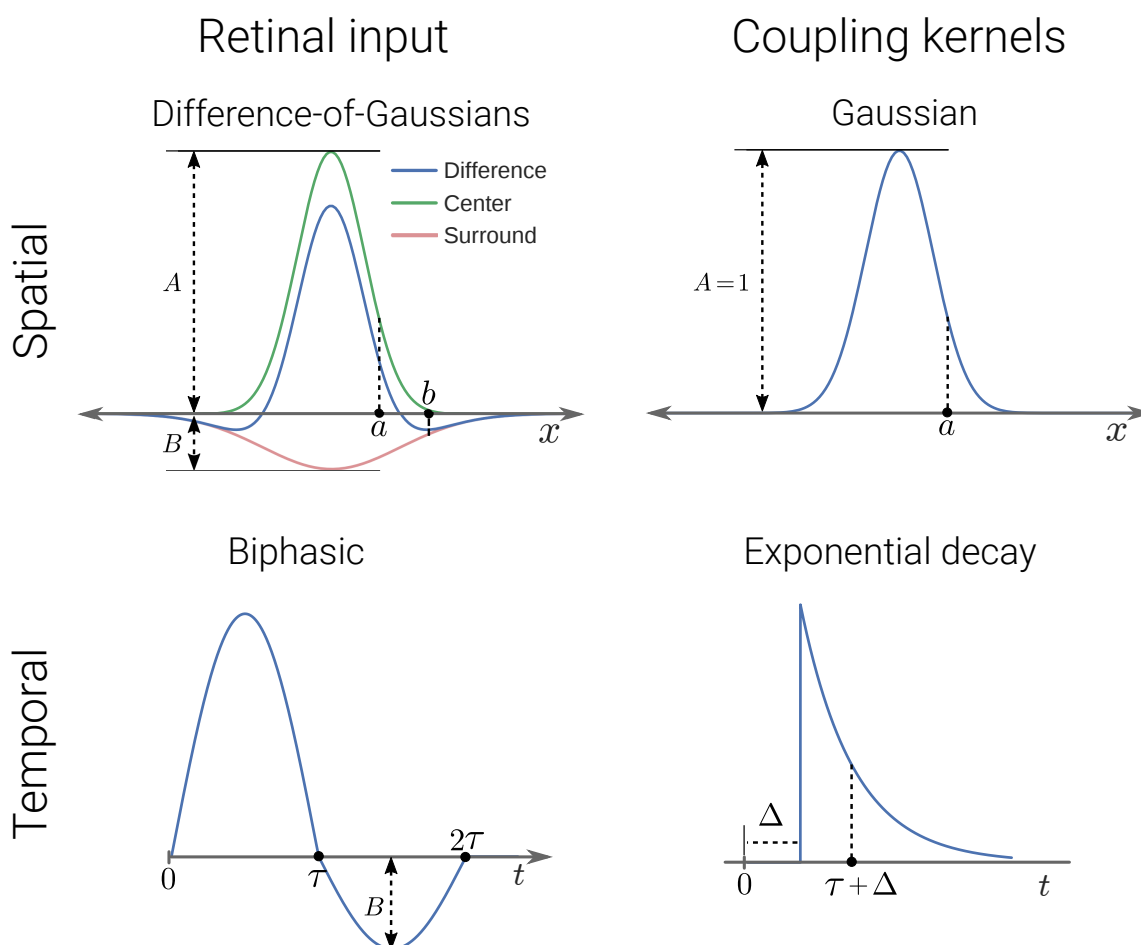 Retinal input
Coupling kernels
Spatial
Difference-of-Gaussians
Difference
Center
Surround
A
B
a
b
x
Gaussian
A=1
a
x
Temporal
Biphasic
0
τ
2τ
B
t
Exponential decay
Δ
0
τ+Δ
t